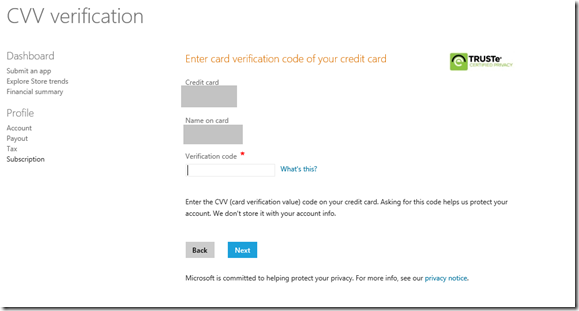 CVV verification
Dashboard
Submit an app
Explore Store trends
Financial summary
Profile
Account
Payout
Tax
Subscription
Enter card verification code of your credit card
TRUSTe
CERTIFIED PRIVACY
Credit card
Name on card
Verification code *
What's this?
Enter the CVV (card verification value) code on your credit card. Asking for this code helps us protect your
account. We don't store it with your account info.
Back
Next
Microsoft is committed to helping protect your privacy. For more info, see our privacy notice.